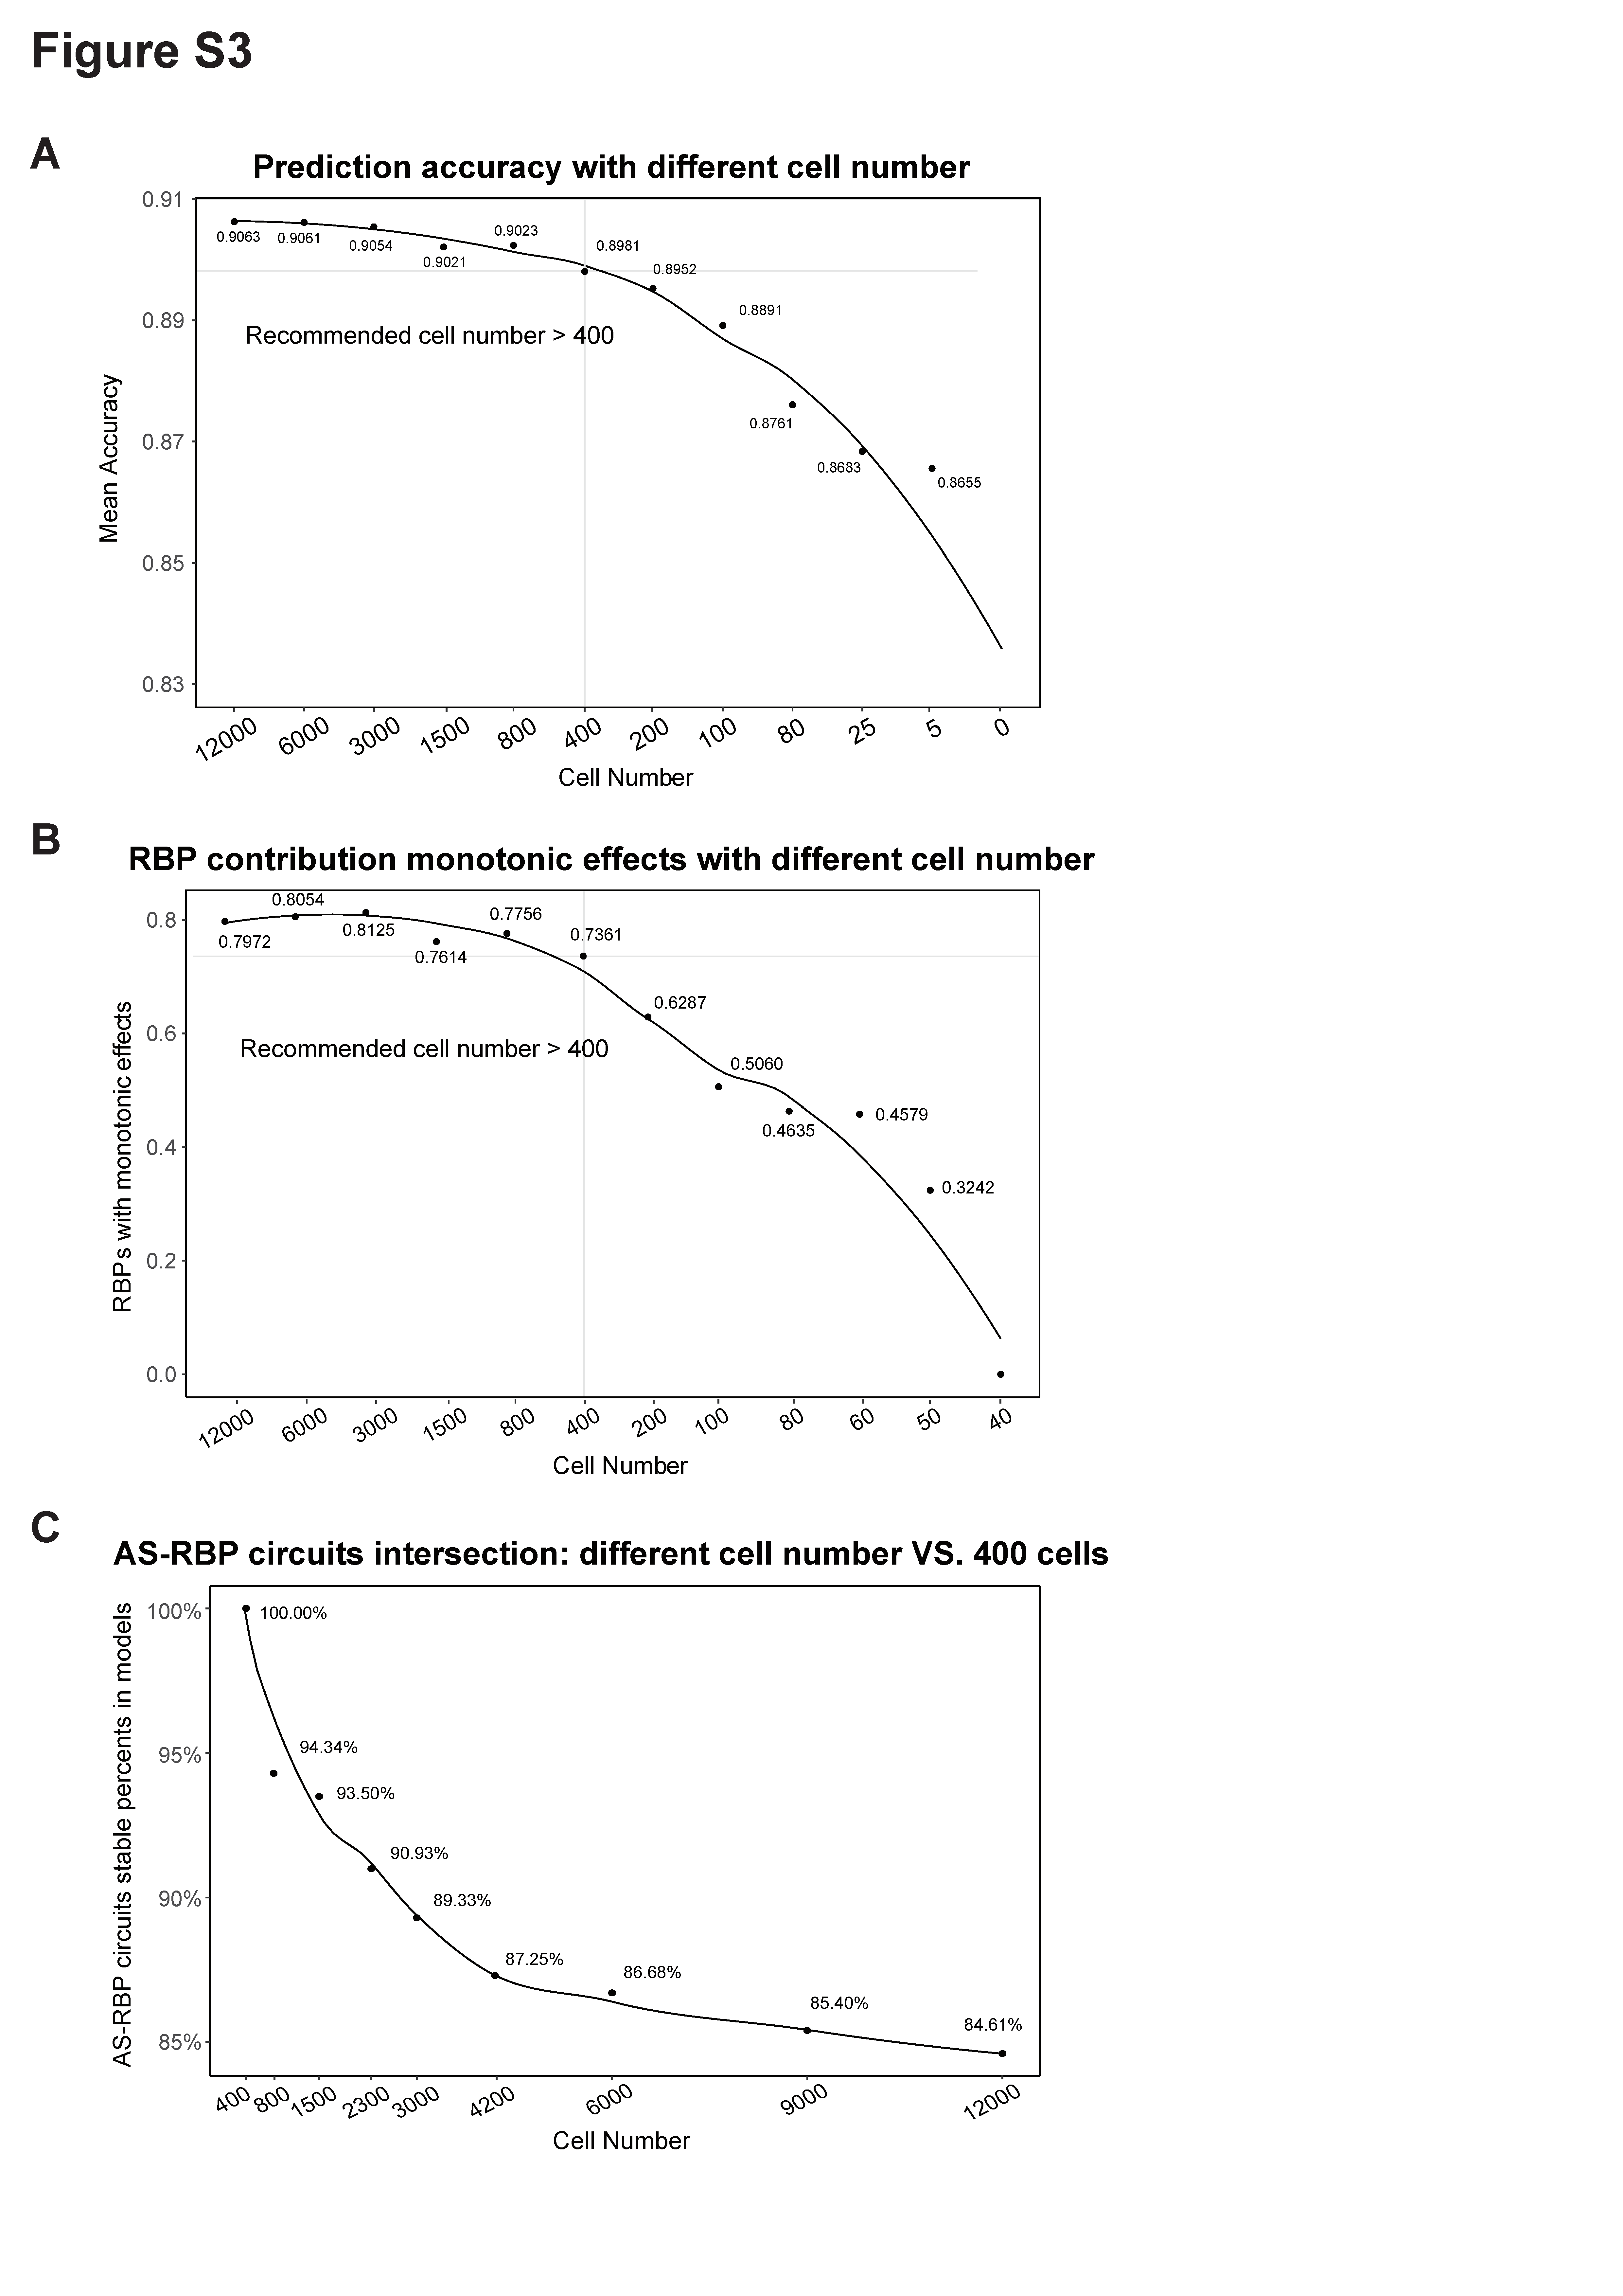 Figure S3
A
Prediction accuracy with different cell number
0.91
0.89
0.87
0.85
0.83
Mean Accuracy
0.9063
0.9061
0.9054
0.9021
0.9023
0.8981
0.8952
0.8891
0.8761
0.8683
0.8655
Recommended cell number > 400
12000 6000 3000 1500 800 400 200 100 80 25 5 0
Cell Number
B
RBP contribution monotonic effects with different cell number
0.8
0.6
0.4
0.2
0.0
RBPs with monotonic effects
0.7972
0.8054
0.8125
0.7614
0.7756
0.7361
0.6287
0.5060
0.4635
0.4579
0.3242
Recommended cell number > 400
12000 6000 3000 1500 800 400 200 100 80 60 50 40
Cell Number
C
AS-RBP circuits intersection: different cell number VS. 400 cells
100%
95%
90%
85%
AS-RBP circuits stable percents in models
100.00%
94.34%
93.50%
90.93%
89.33%
87.25%
86.68%
85.40%
84.61%
400 800 1500 2300 3000 4200 6000 9000 12000
Cell Number